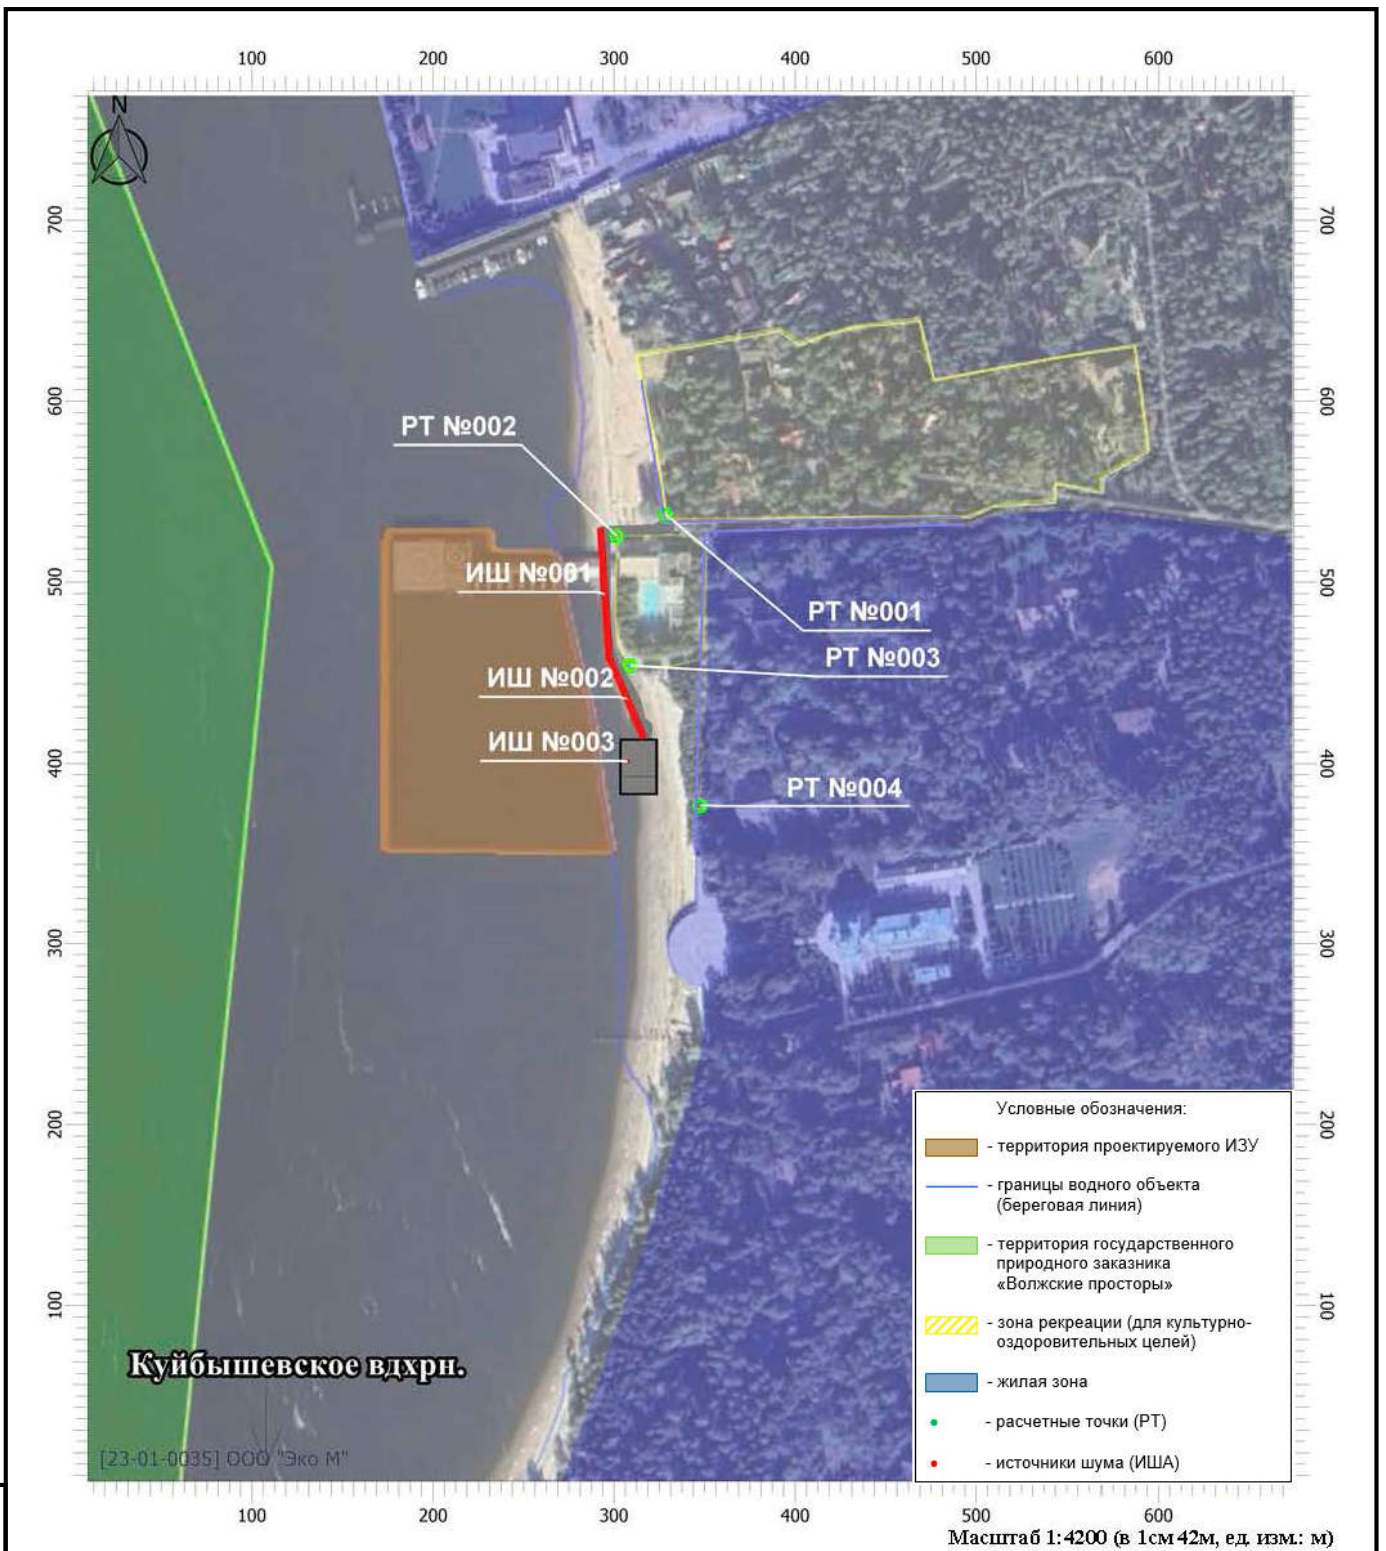 100 200 300 400 500 600
N
700 700
600 600
РТ №002
500 500
ИШ №001
РТ №001
РТ №003
ИШ №002
ИШ №003
400 400
РТ №004
300 300
Условные обозначения:
- территория проектируемого ИЗУ
- границы водного объекта
(береговая линия)
- территория государственного
природного заказника
«Волжские просторы»
- зона рекреации (для культурно-
оздоровительных целей)
- жилая зона
- расчетные точки (РТ)
- источники шума (ИША)
200 200
100 100
Куйбышевское вдхрн.
[23-01-0035] ООО "Эко М"
100 200 300 400 500 600
Масштаб 1:4200 (в 1см 42м, ед. изм.: м)